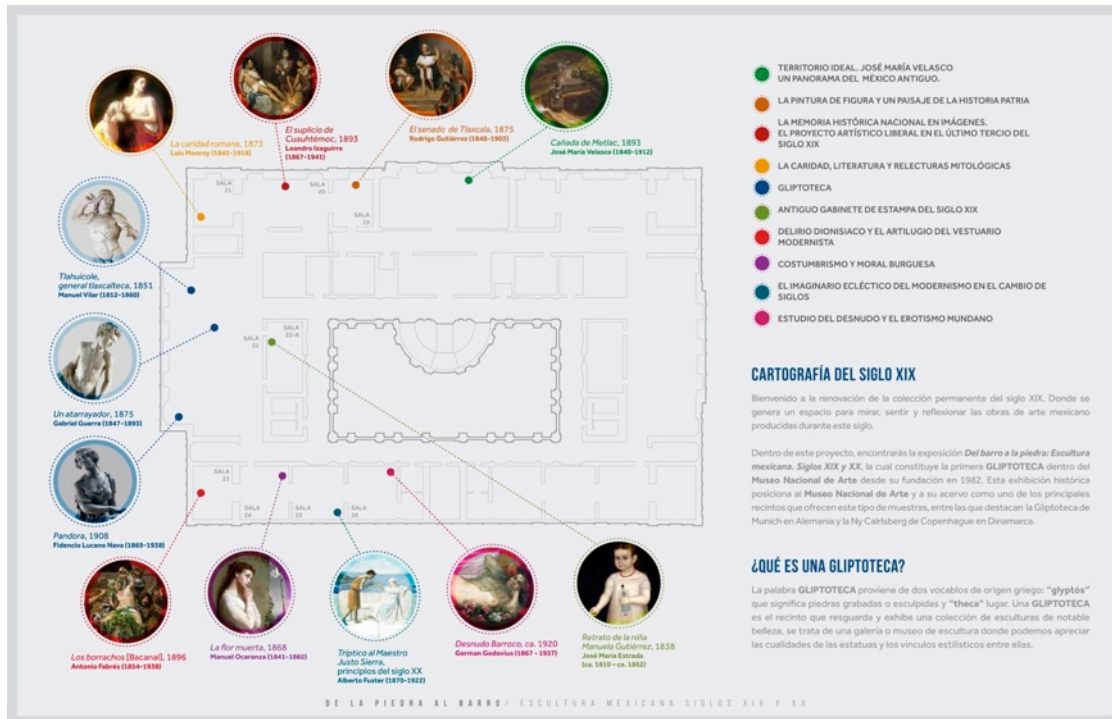 La caridad romana, 1873
Luis Monroy (1845-1918)
El suplicio de
Cuauhtémoc, 1893
Leandro Izaguirre
(1867-1941)
El senado de Tlaxcala, 1875
Rodrigo Gutiérrez (1848-1903)
Cañada de Metlac, 1893
José María Velasco (1840-1912)
Tlahuicole,
general tlaxcalteca, 1851
Manuel Vilar (1812-1860)
Un atarrayador, 1875
Gabriel Guerra (1847-1893)
Pandora, 1908
Fidencio Lucano Nava (1869-1938)
SALA
21
SALA
20
SALA
19
SALA
22
SALA
22-A
SALA
23
SALA
24
SALA
25
SALA
26
Los borrachos [Bacanal], 1896
Antonio Fabrés (1854-1938)
La flor muerta, 1868
Manuel Ocaranza (1841-1882)
Tríptico al Maestro
Justo Sierra,
principios del siglo XX
Alberto Fuster (1870-1922)
Desnudo Barroco, ca. 1920
German Gedovius (1867 - 1937)
Retrato de la niña
Manuela Gutiérrez, 1838
José María Estrada
(ca. 1810 – ca. 1862)
TERRITORIO IDEAL. JOSÉ MARÍA VELASCO
UN PANORAMA DEL MÉXICO ANTIGUO.
LA PINTURA DE FIGURA Y UN PAISAJE DE LA HISTORIA PATRIA
LA MEMORIA HISTÓRICA NACIONAL EN IMÁGENES.
EL PROYECTO ARTÍSTICO LIBERAL EN EL ÚLTIMO TERCIO DEL
SIGLO XIX
LA CARIDAD, LITERATURA Y RELECTURAS MITOLÓGICAS
GLIPTOTECA
ANTIGUO GABINETE DE ESTAMPA DEL SIGLO XIX
DELIRIO DIONISIACO Y EL ARTILUGIO DEL VESTUARIO
MODERNISTA
COSTUMBRISMO Y MORAL BURGUESA
EL IMAGINARIO ECLÉCTICO DEL MODERNISMO EN EL CAMBIO DE
SIGLOS
ESTUDIO DEL DESNUDO Y EL EROTISMO MUNDANO
CARTOGRAFÍA DEL SIGLO XIX
Bienvenido a la renovación de la colección permanente del siglo XIX. Donde se
genera un espacio para mirar, sentir y reflexionar las obras de arte mexicano
producidas durante este siglo.
Dentro de este proyecto, encontrarás la exposición Del barro a la piedra: Escultura
mexicana. Siglos XIX y XX, la cual constituye la primera GLIPTOTECA dentro del
Museo Nacional de Arte desde su fundación en 1982. Esta exhibición histórica
posiciona al Museo Nacional de Arte y a su acervo como uno de los principales
recintos que ofrecen este tipo de muestras, entre las que destacan la Gliptoteca de
Munich en Alemania y la Ny Calrlsberg de Copenhague en Dinamarca.
¿QUÉ ES UNA GLIPTOTECA?
La palabra GLIPTOTECA proviene de dos vocablos de origen griego: "glyptós"
que significa piedras grabadas o esculpidas y "theca" lugar. Una GLIPTOTECA
es el recinto que resguarda y exhibe una colección de esculturas de notable
belleza, se trata de una galería o museo de escultura donde podemos apreciar
las cualidades de las estatuas y los vínculos estilísticos entre ellas.
DE LA PIEDRA AL BARRO/ ESCULTURA MEXICANA SIGLOS XIX Y XX